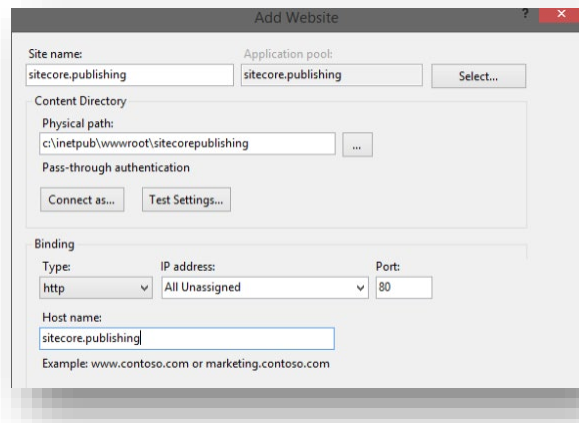 Add Website
? ×
Site name: Application pool:
sitecore.publishing sitecore.publishing Select...
Content Directory
Physical path:
c:\inetpub\wwwroot\sitecorepublishing ...
Pass-through authentication
Connect as... Test Settings...
Binding
Type: IP address: Port:
http All Unassigned 80
Host name:
sitecore.publishing
Example: www.contoso.com or marketing.contoso.com